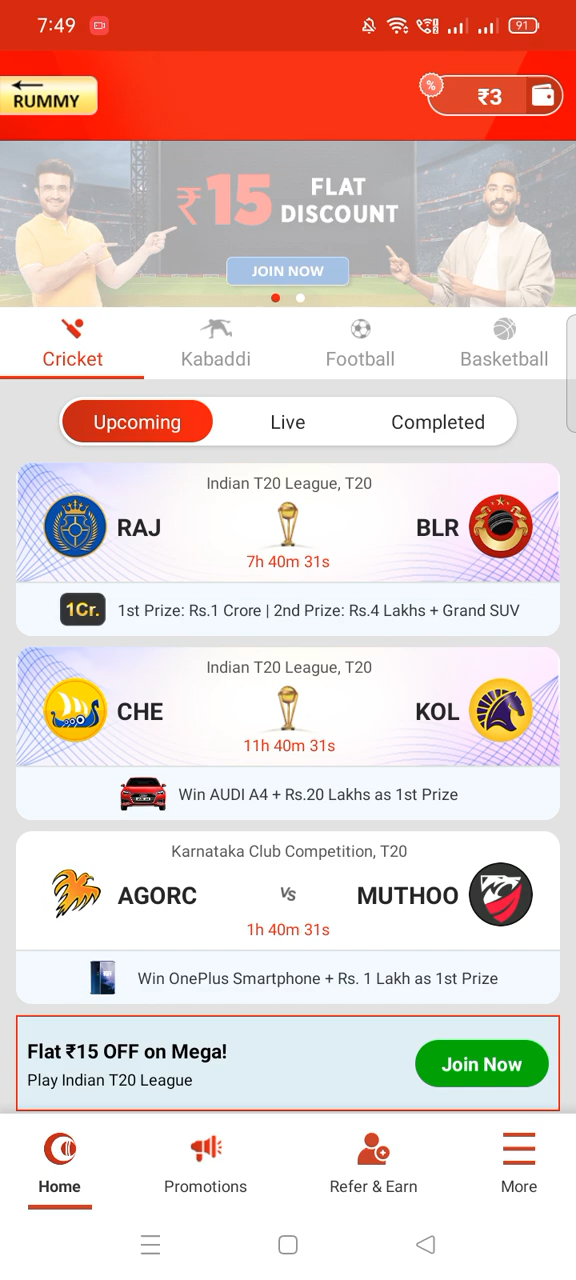 7:49
91
RUMMY
%
₹3
₹15 FLAT DISCOUNT
JOIN NOW
Cricket
Kabaddi
Football
Basketball
Upcoming
Live
Completed
Indian T20 League, T20
RAJ
BLR
7h 40m 31s
1Cr.
1st Prize: Rs.1 Crore | 2nd Prize: Rs.4 Lakhs + Grand SUV
Indian T20 League, T20
CHE
KOL
11h 40m 31s
Win AUDI A4 + Rs.20 Lakhs as 1st Prize
Karnataka Club Competition, T20
AGORC
Vs
MUTHOO
1h 40m 31s
Win OnePlus Smartphone + Rs. 1 Lakh as 1st Prize
Flat ₹15 OFF on Mega!
Join Now
Play Indian T20 League
Home
Promotions
Refer & Earn
More